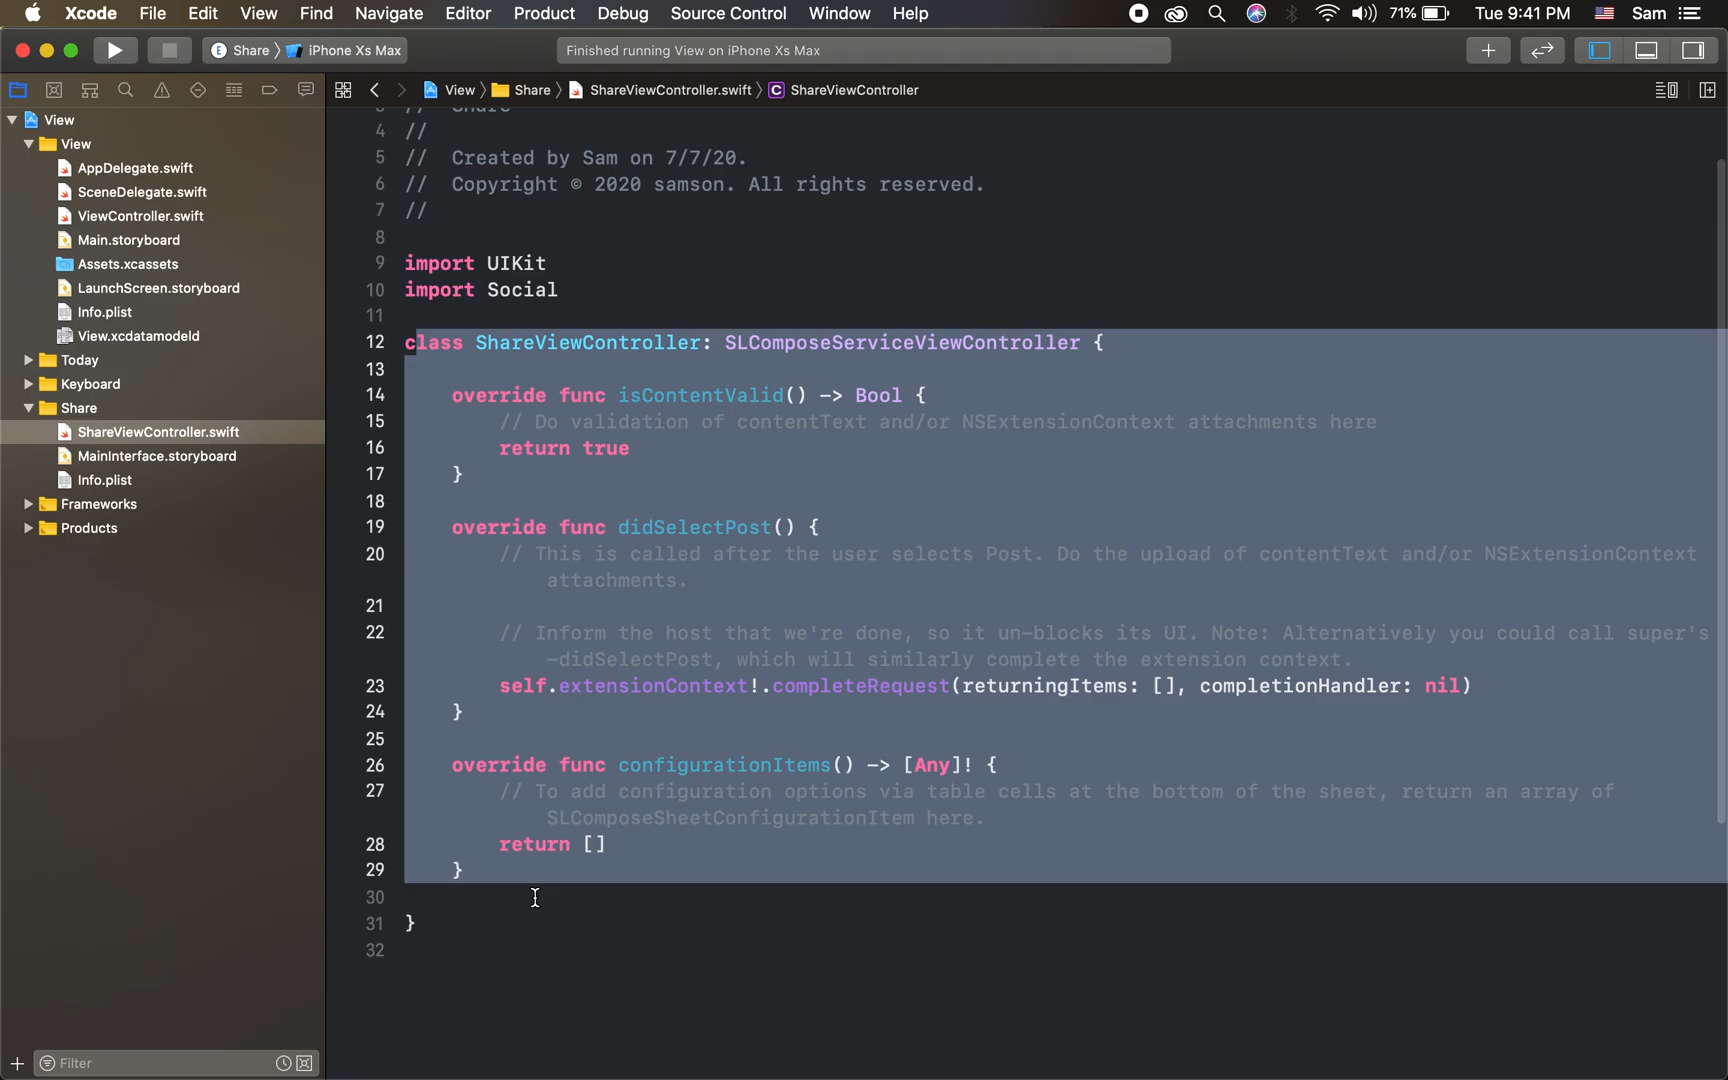 Xcode File Edit View Find Navigate Editor Product Debug Source Control Window Help 71% Tue 9:41 PM Sam
Share iPhone Xs Max Finished running View on iPhone Xs Max
View Share ShareViewController.swift C ShareViewController
View
View
AppDelegate.swift
SceneDelegate.swift
ViewController.swift
Main.storyboard
Assets.xcassets
LaunchScreen.storyboard
Info.plist
View.xcdatamodeld
Today
Keyboard
Share
ShareViewController.swift
MainInterface.storyboard
Info.plist
Frameworks
Products
Filter
3 // Share
4 //
5 // Created by Sam on 7/7/20.
6 // Copyright © 2020 samson. All rights reserved.
7 //
8
9 import UIKit
10 import Social
11
12 class ShareViewController: SLComposeServiceViewController {
13
14 override func isContentValid() -> Bool {
15 // Do validation of contentText and/or NSExtensionContext attachments here
16 return true
17 }
18
19 override func didSelectPost() {
20 // This is called after the user selects Post. Do the upload of contentText and/or NSExtensionContext
attachments.
21
22 // Inform the host that we're done, so it un-blocks its UI. Note: Alternatively you could call super's
-didSelectPost, which will similarly complete the extension context.
23 self.extensionContext!.completeRequest(returningItems: [], completionHandler: nil)
24 }
25
26 override func configurationItems() -> [Any]! {
27 // To add configuration options via table cells at the bottom of the sheet, return an array of
SLComposeSheetConfigurationItem here.
28 return []
29 }
30
31 }
32